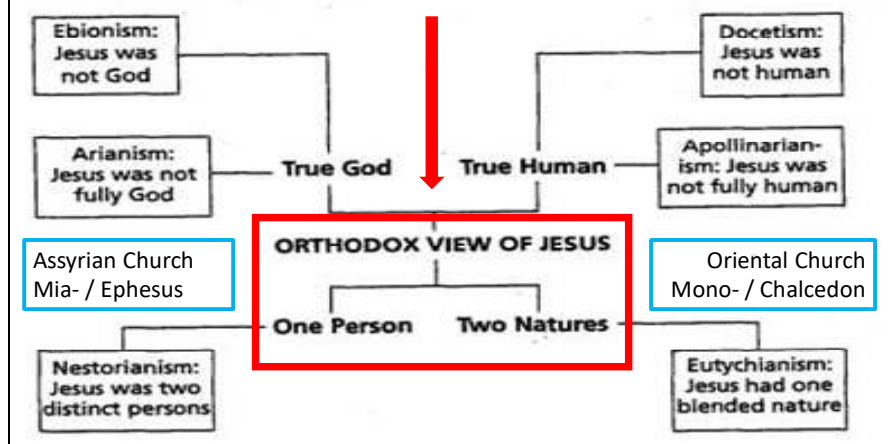 Ebionism:
Jesus was
not God
Docetism:
Jesus was
not human
Arianism:
Jesus was not
fully God
True God
True Human
Apollinarian-
ism: Jesus was
not fully human
ORTHODOX VIEW OF JESUS
Assyrian Church
Mia- / Ephesus
Oriental Church
Mono- / Chalcedon
One Person
Two Natures
Nestorianism:
Jesus was two
distinct persons
Eutychianism:
Jesus had one
blended nature